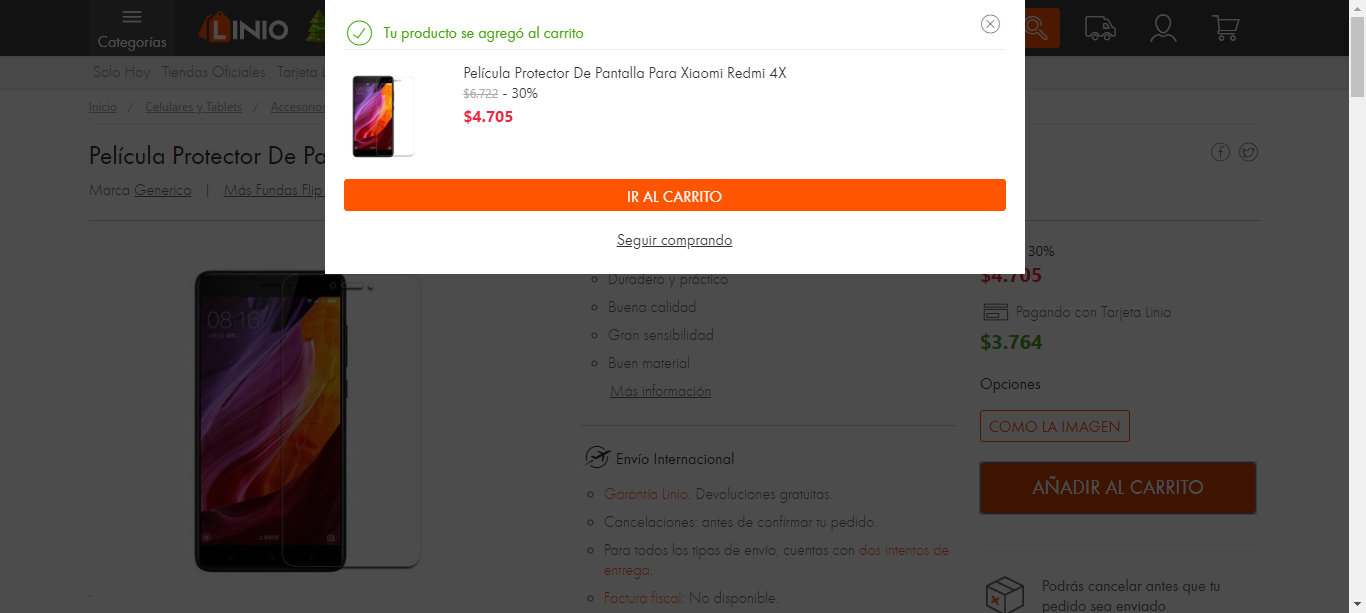 Categorías
LINIO
Tu producto se agregó al carrito
Película Protector De Pantalla Para Xiaomi Redmi 4X
$6.722 - 30%
$4.705
IR AL CARRITO
Seguir comprando
Solo Hoy Tiendas Oficiales Tarjeta
Inicio / Celulares y Tablets / Accesorios
Película Protector De
Marca Generico | Más Fundas Flip
08:16
Duradero y práctico
Buena calidad
Gran sensibilidad
Buen material
Más información
Envío Internacional
Garantía Linio. Devoluciones gratuitas.
Cancelaciones: antes de confirmar tu pedido.
Para todos los tipos de envío, cuentas con dos intentos de
entrega.
Factura fiscal: No disponible.
30%
$4.705
Pagando con Tarjeta Linio
$3.764
Opciones
COMO LA IMAGEN
AÑADIR AL CARRITO
Podrás cancelar antes que tu
pedido sea enviado